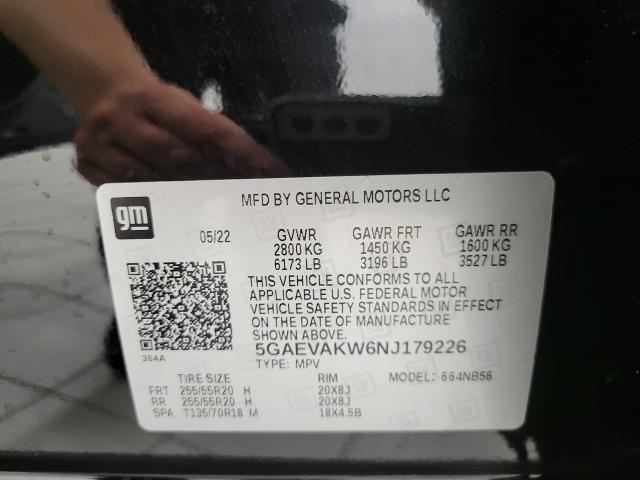 gm
MFD BY GENERAL MOTORS LLC
05/22 GVWR GAWR FRT GAWR RR
2800 KG 1450 KG 1600 KG
6173 LB 3196 LB 3527 LB
THIS VEHICLE CONFORMS TO ALL
APPLICABLE U.S. FEDERAL MOTOR
VEHICLE SAFETY STANDARDS IN EFFECT
ON THE DATE OF MANUFACTURE
384A 5GAEVAKW6NJ179226
TYPE: MPV MODEL: 664NB56
TIRE SIZE RIM
FRT 255/55R20 H 20X8J
RR 255/55R20 H 20X8J
SPA T135/70R18 M 18X4.5B